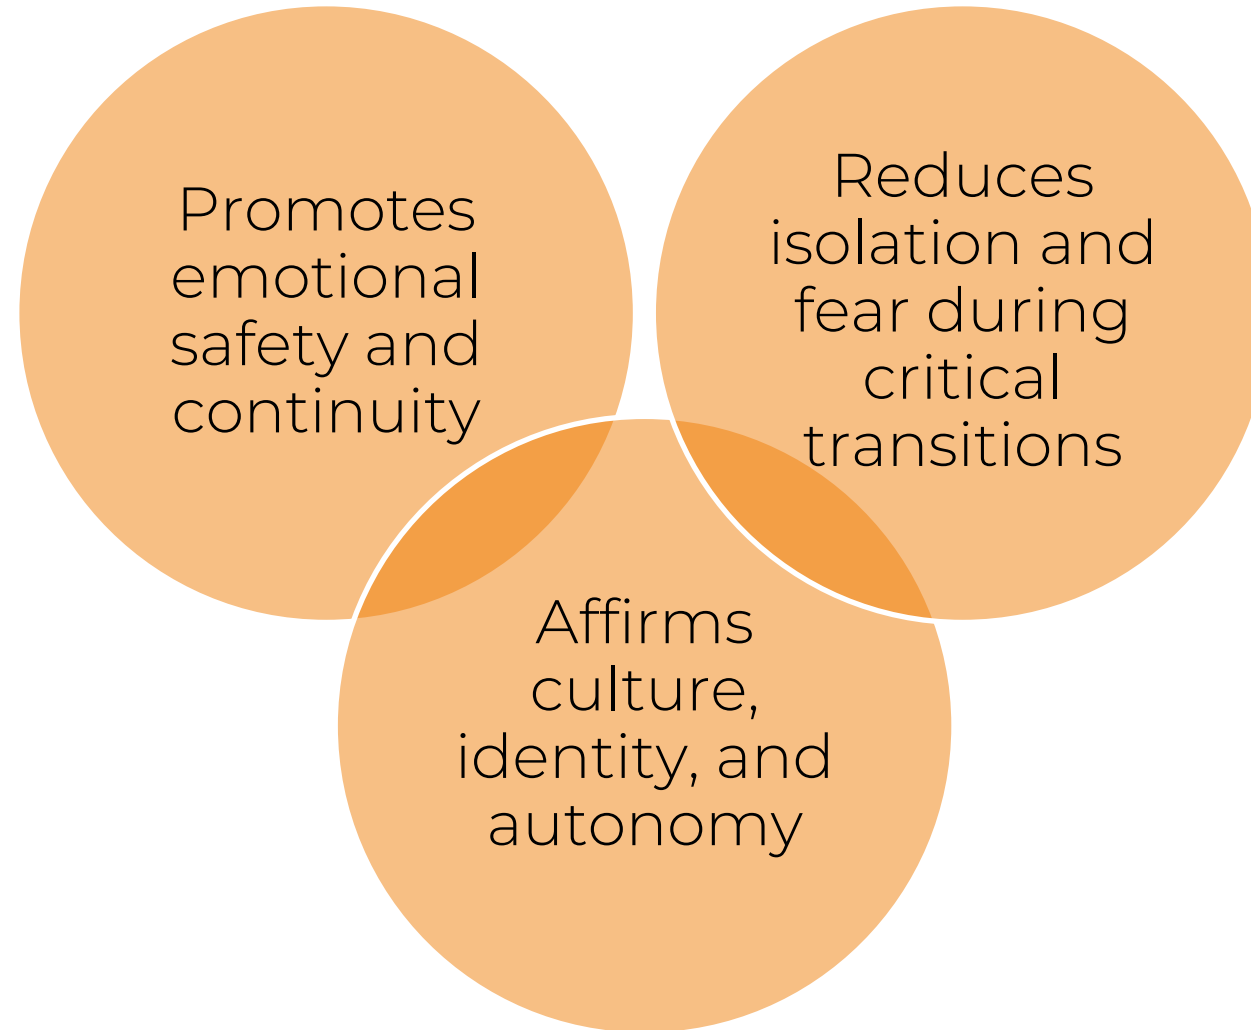 Promotes
emotional
safety and
continuity
Reduces
isolation and
fear during
critical
transitions
Affirms
culture,
identity, and
autonomy